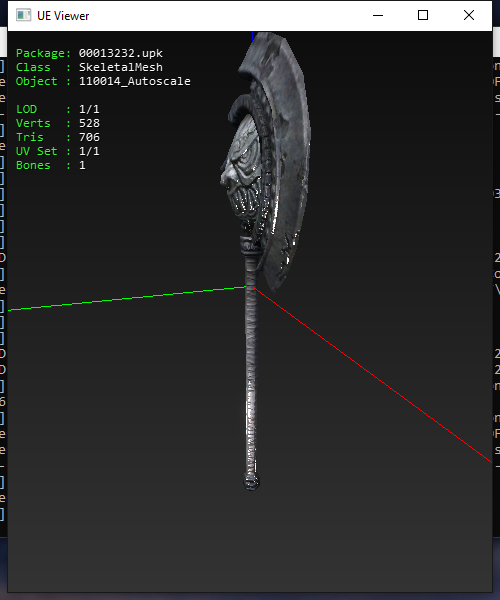 UE Viewer
Package: 00013232.upk
Class : SkeletalMesh
Object : 110014_Autoscale
LOD : 1/1
Verts : 528
Tris : 706
UV Set : 1/1
Bones : 1